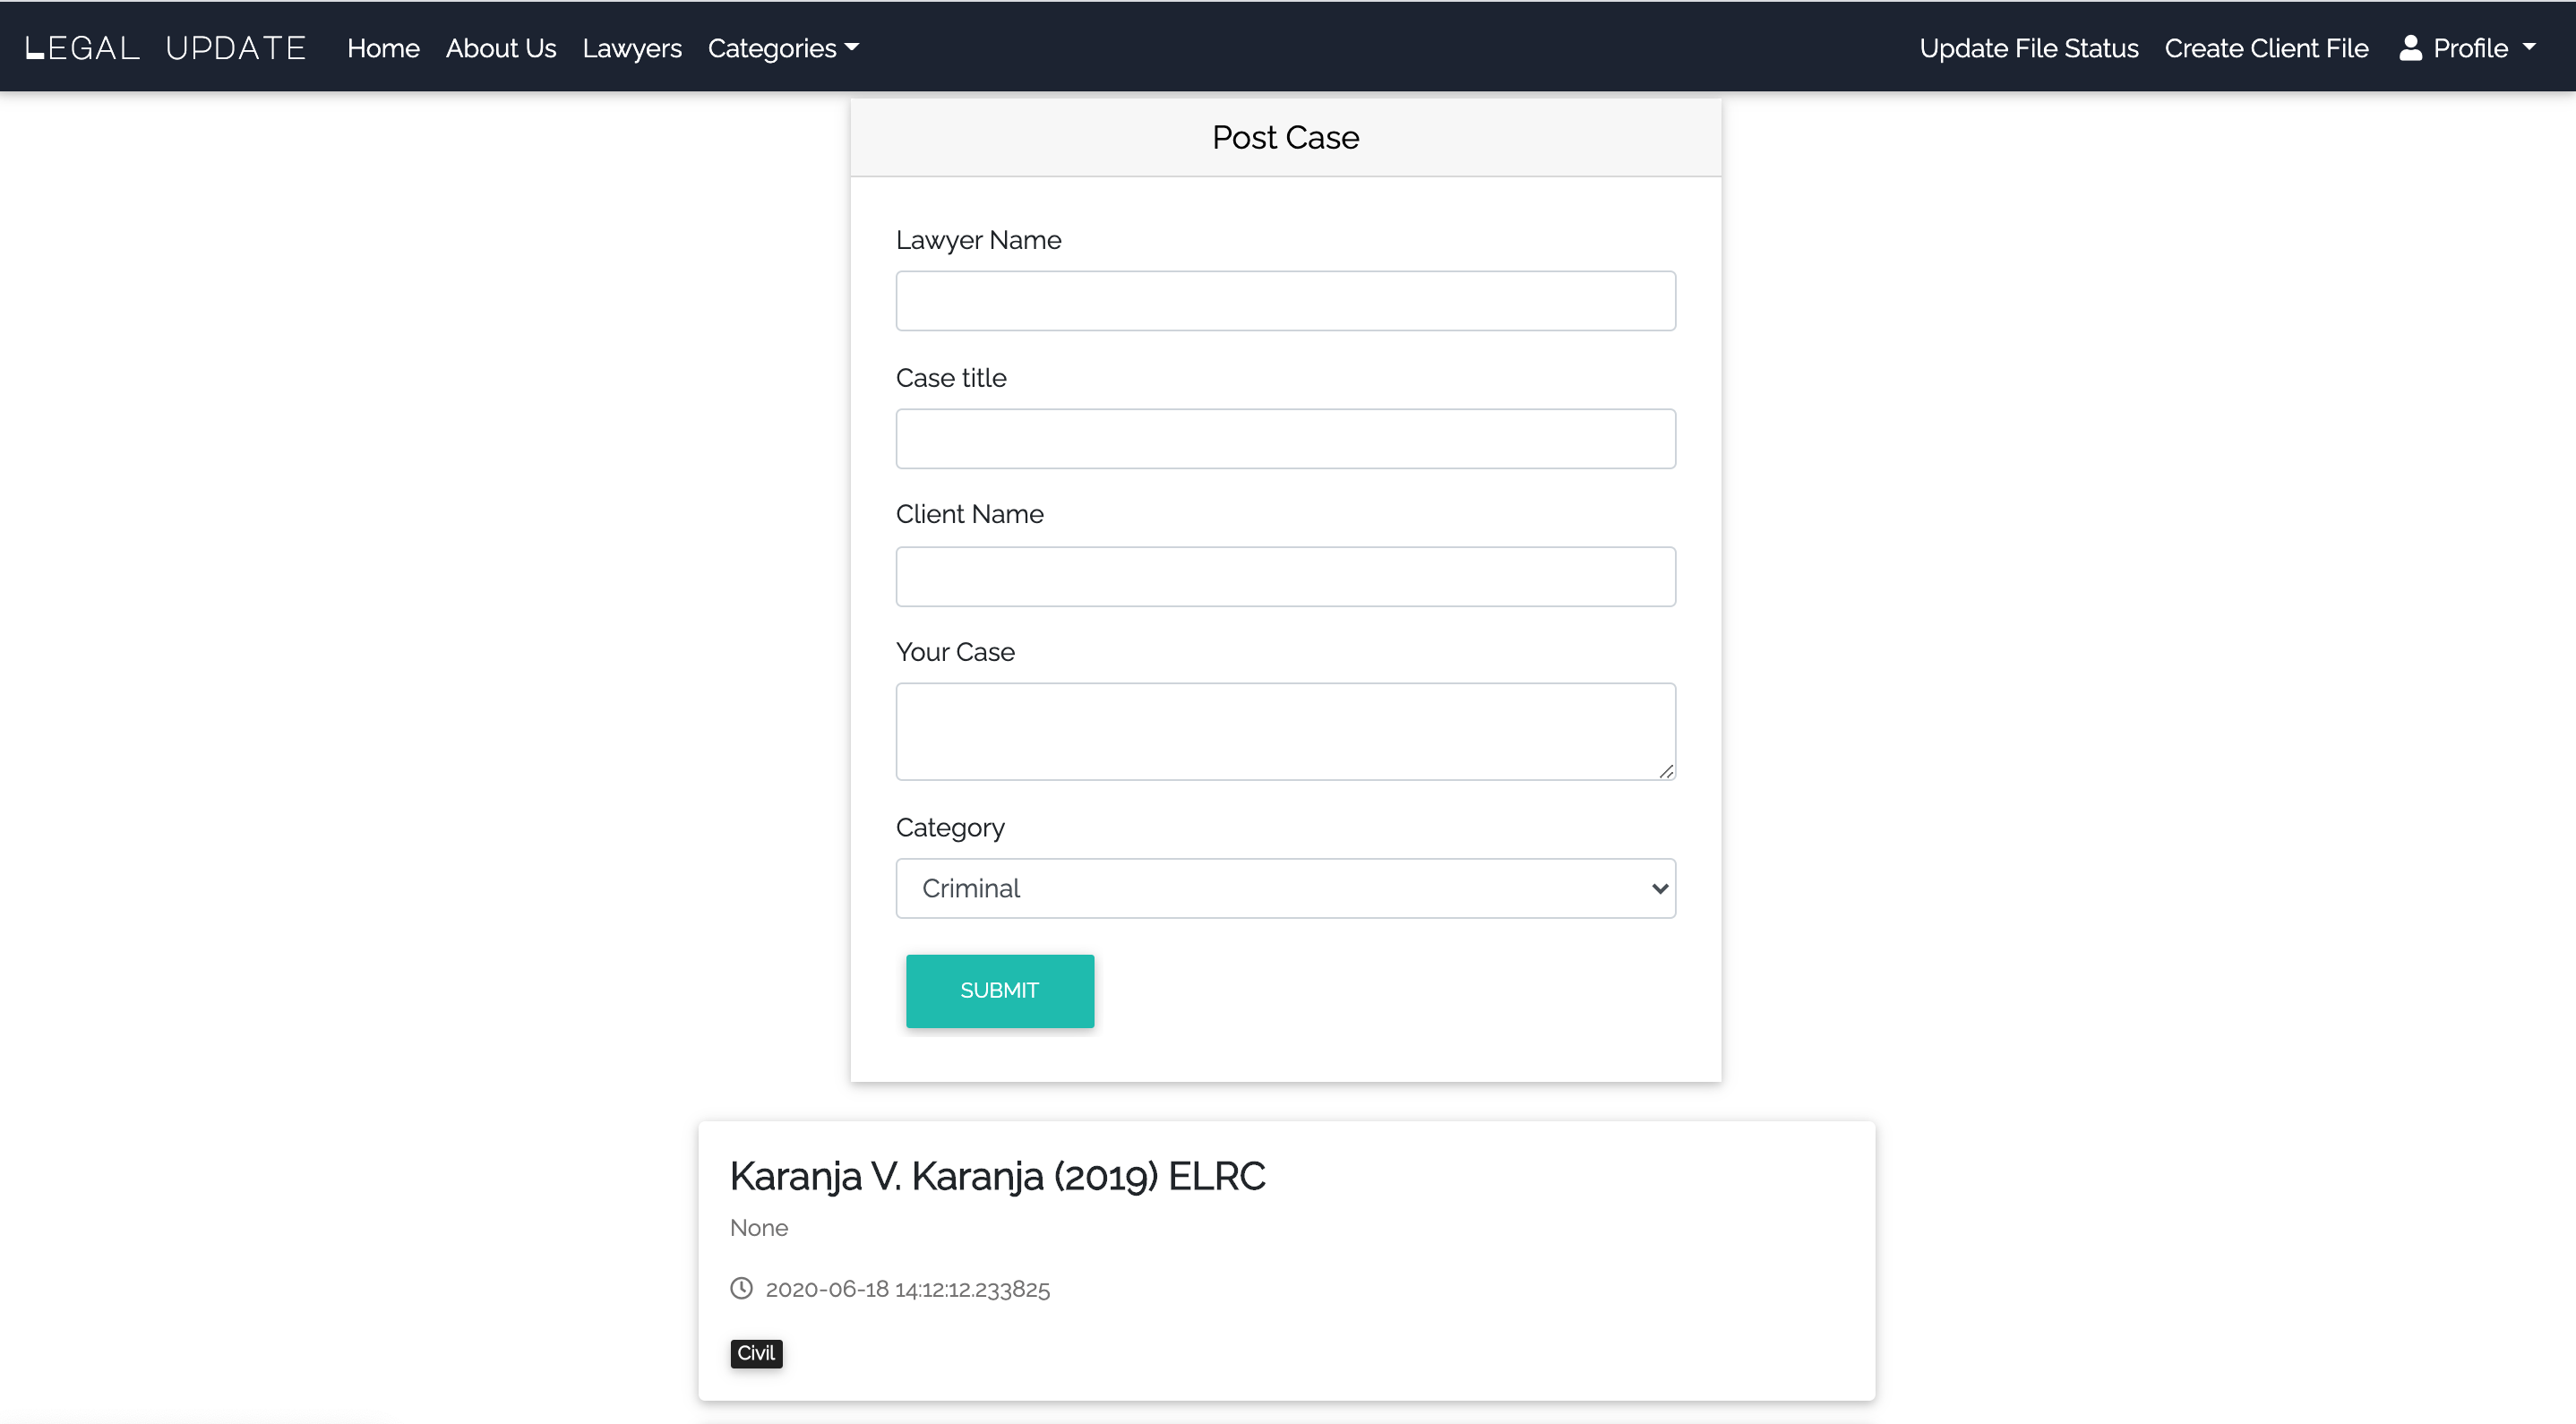 LEGAL UPDATE Home About Us Lawyers Categories Update File Status Create Client File Profile
Post Case
Lawyer Name
Case title
Client Name
Your Case
Category
Criminal
SUBMIT
Karanja V. Karanja (2019) ELRC
None
2020-06-18 14:12:12.233825
Civil